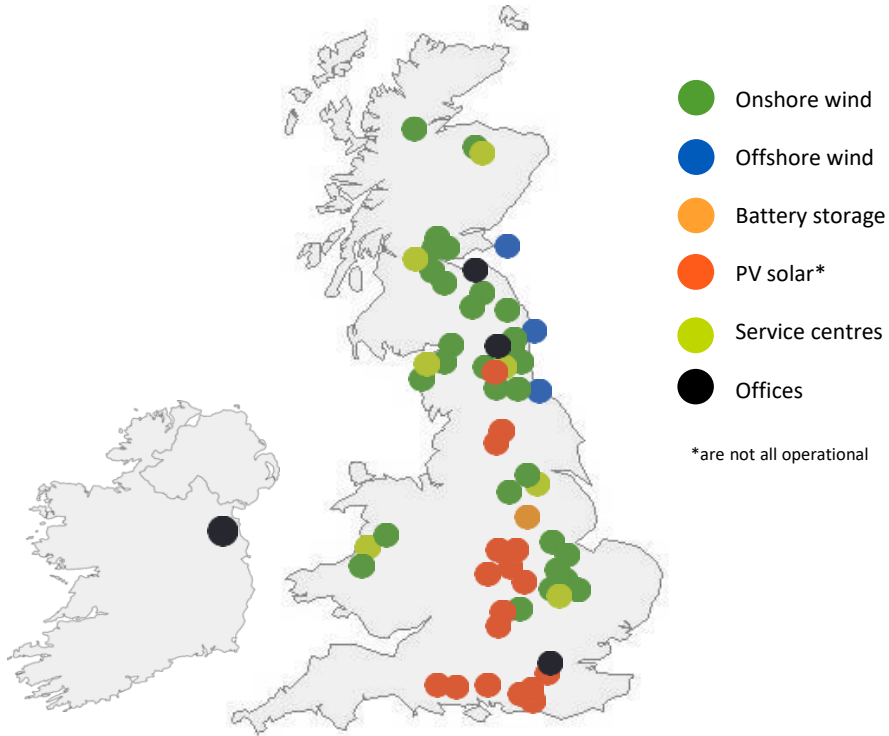 Onshore wind
Offshore wind
Battery storage
PV solar*
Service centres
Offices
*are not all operational